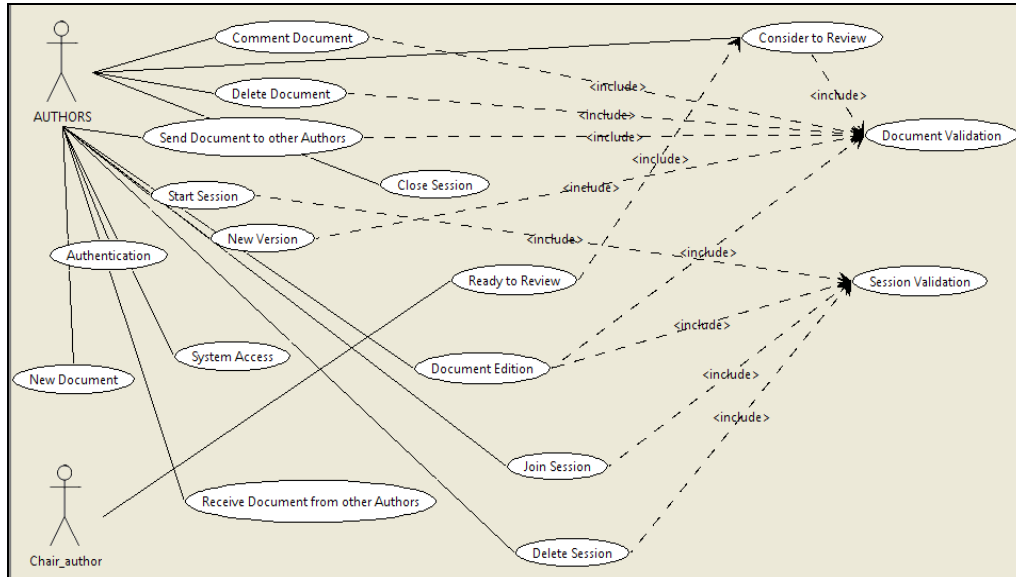 Comment Document
Consider to Review
<include>
Delete Document
<include>
AUTHORS
<include>
Send Document to other Authors
<include>
Document Validation
<include>
Close Session
<include>
Start Session
New Version
<include>
Authentication
<include>
Ready to Review
Session Validation
<include>
System Access
Document Edition
New Document
<include>
<include>
Join Session
Receive Document from other Authors
Delete Session
Chair_author